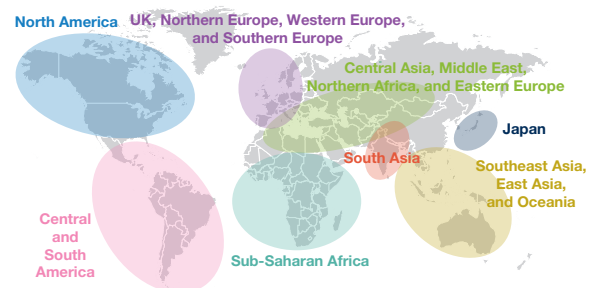 North America
UK, Northern Europe, Western Europe,
and Southern Europe
Central Asia, Middle East,
Northern Africa, and Eastern Europe
Japan
South Asia
Southeast Asia,
East Asia,
and Oceania
Central
and
South
America
Sub-Saharan Africa